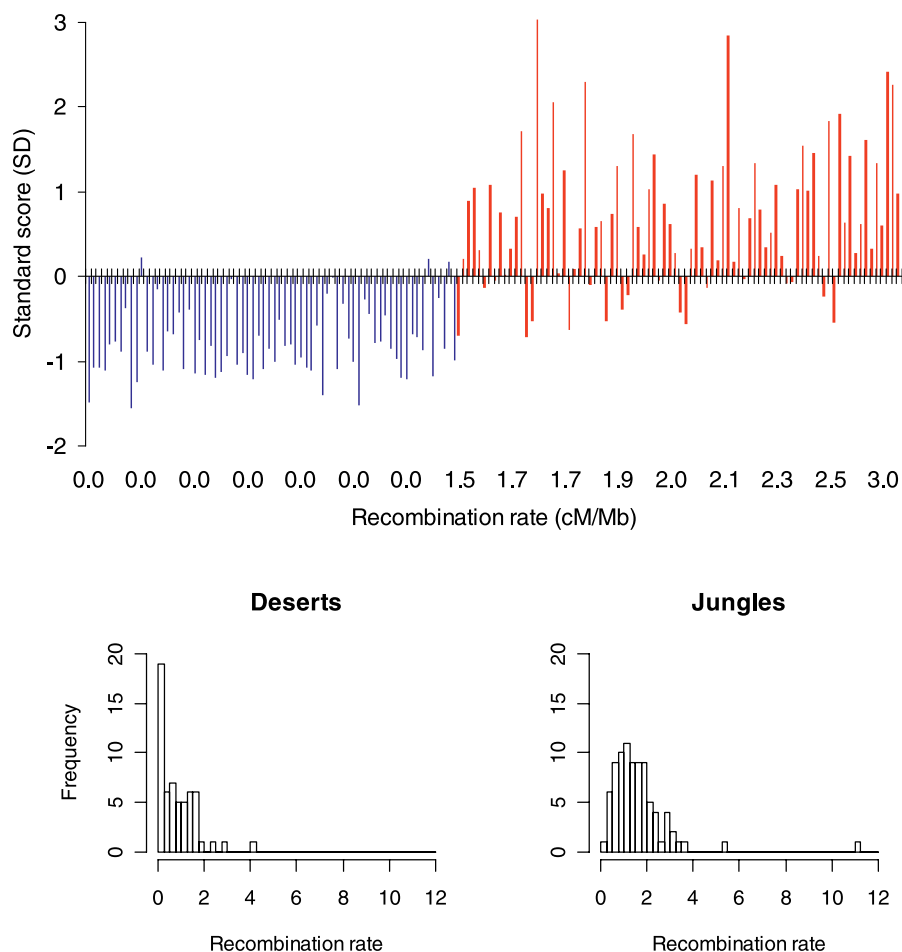 3
2
1
0
-1
-2
Standard score (SD)
0.0 0.0 0.0 0.0 0.0 0.0 0.0 1.5 1.7 1.7 1.9 2.0 2.1 2.3 2.5 3.0
Recombination rate (cM/Mb)
Deserts
20
15
10
5
0
Frequency
0 2 4 6 8 10 12
Recombination rate
Jungles
20
15
10
5
0
0 2 4 6 8 10 12
Recombination rate